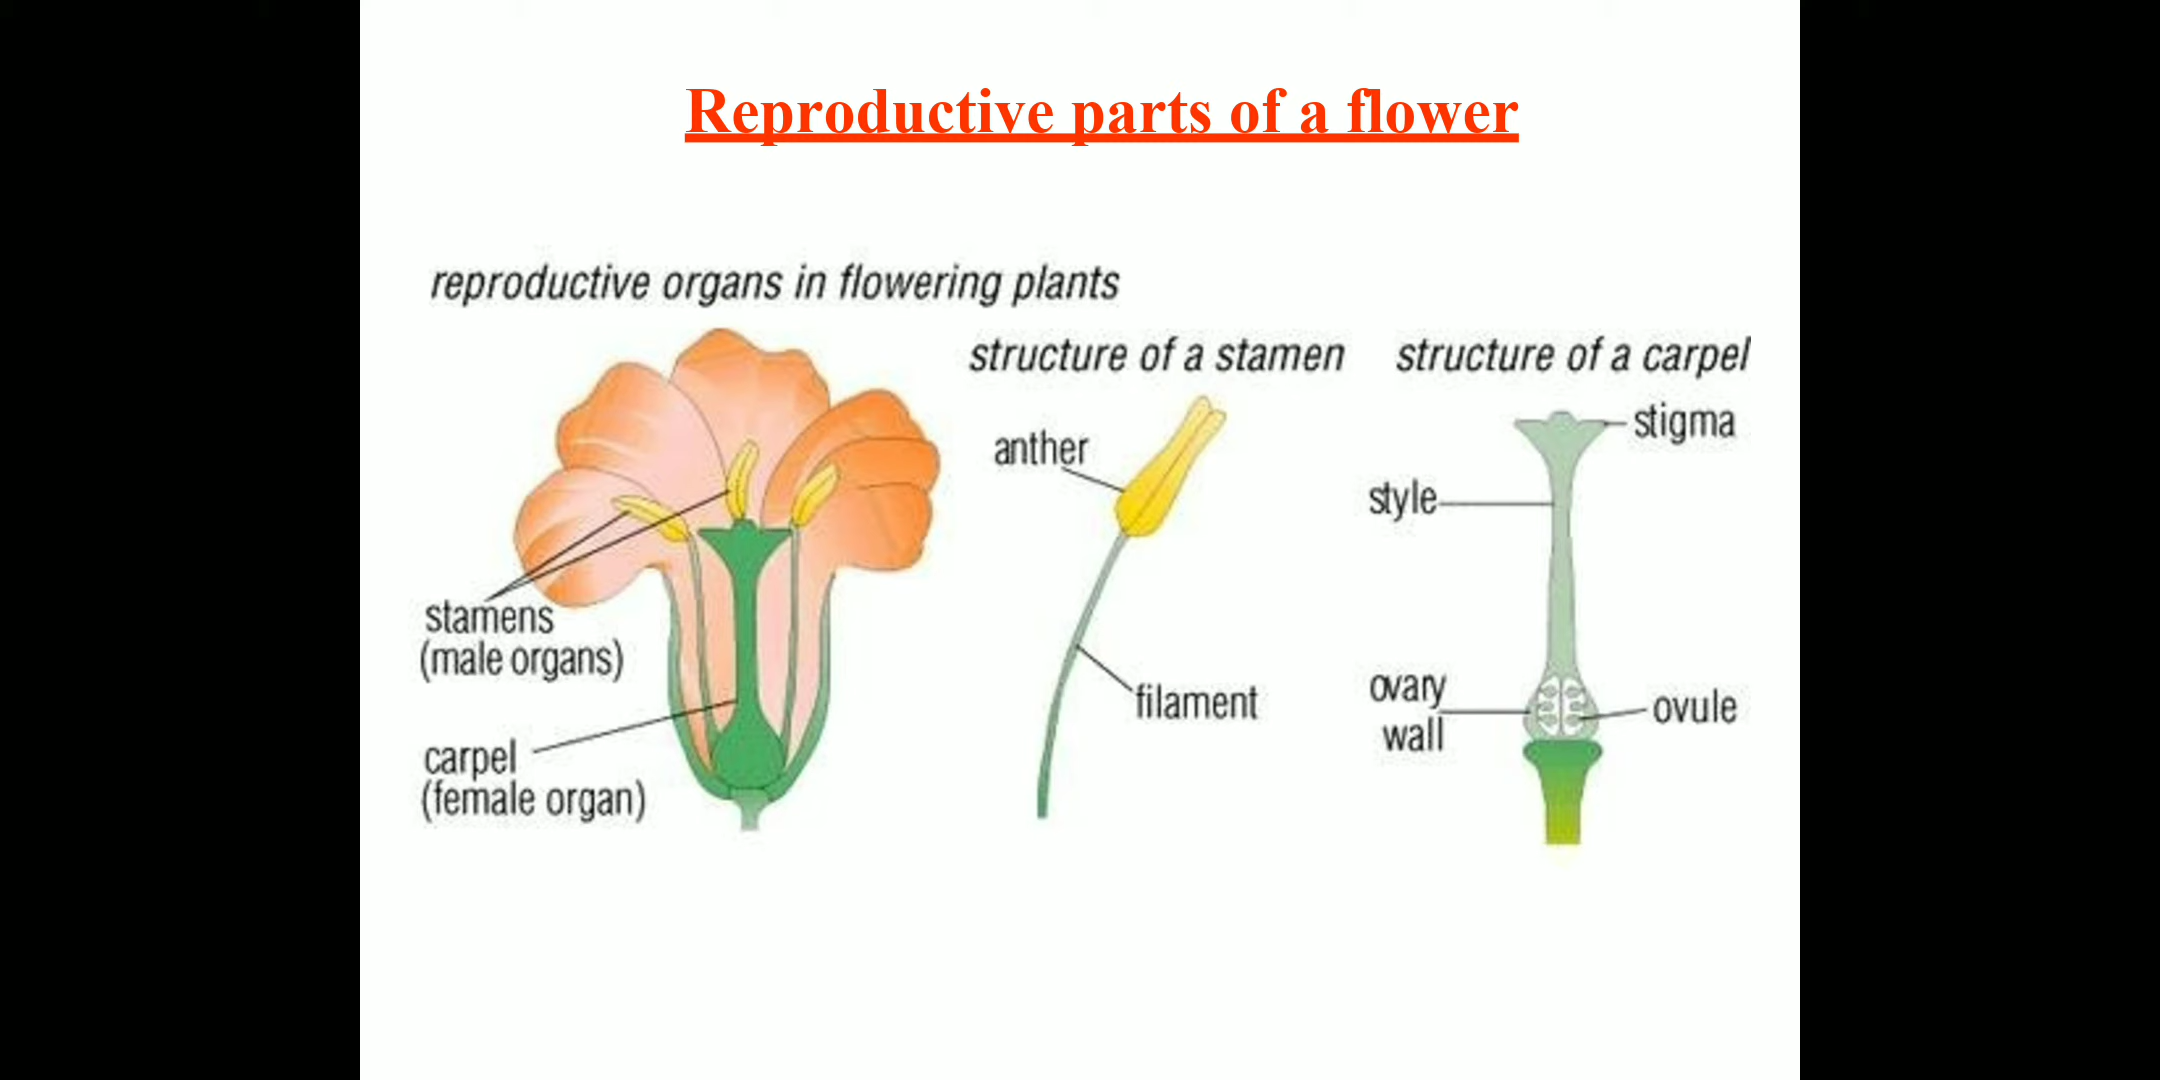 Reproductive parts of a flower
reproductive organs in flowering plants
structure of a stamen
structure of a carpel
stamens
(male organs)
carpel
(female organ)
anther
filament
stigma
style
ovary
wall
ovule